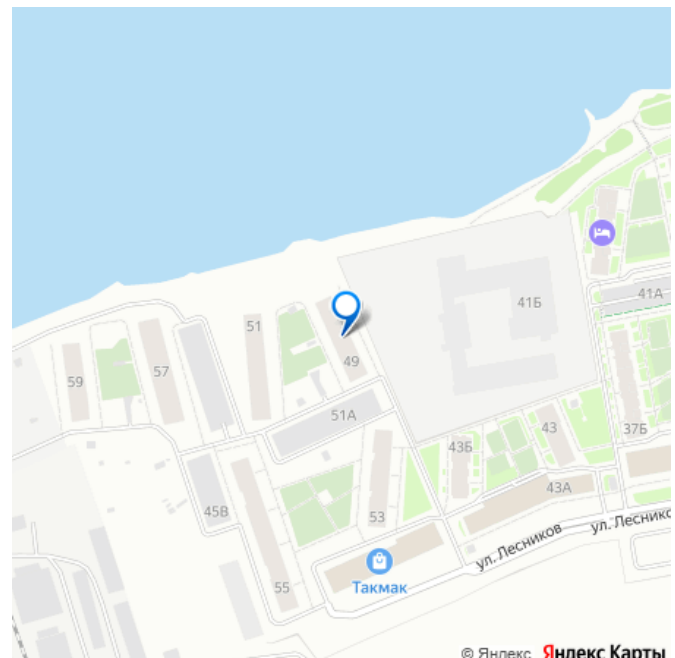 41А
41Б
51
49
59
57
51А
37Б
43
43Б
43А
45В
53
ул. Лесников
ул. Леснико
Такмак
55
© Яндекс Яндекс Карты